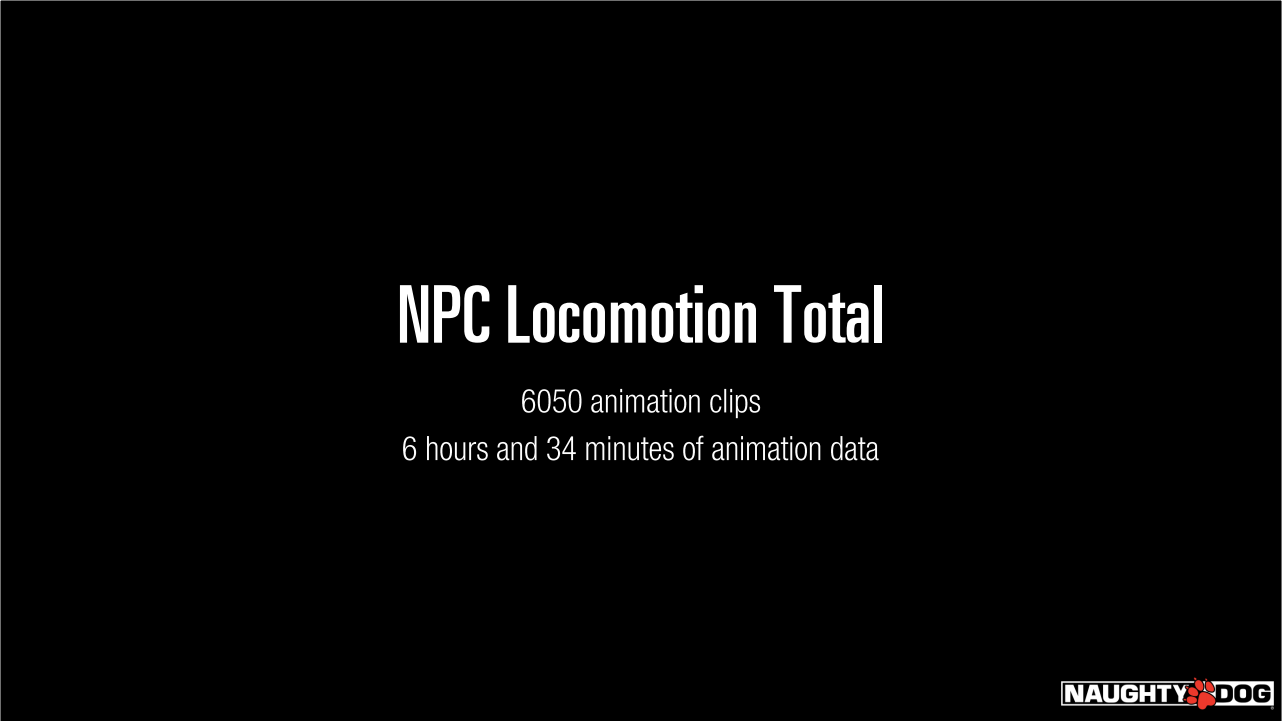 NPC Locomotion Total
6050 animation clips
6 hours and 34 minutes of animation data
NAUGHTY DOG